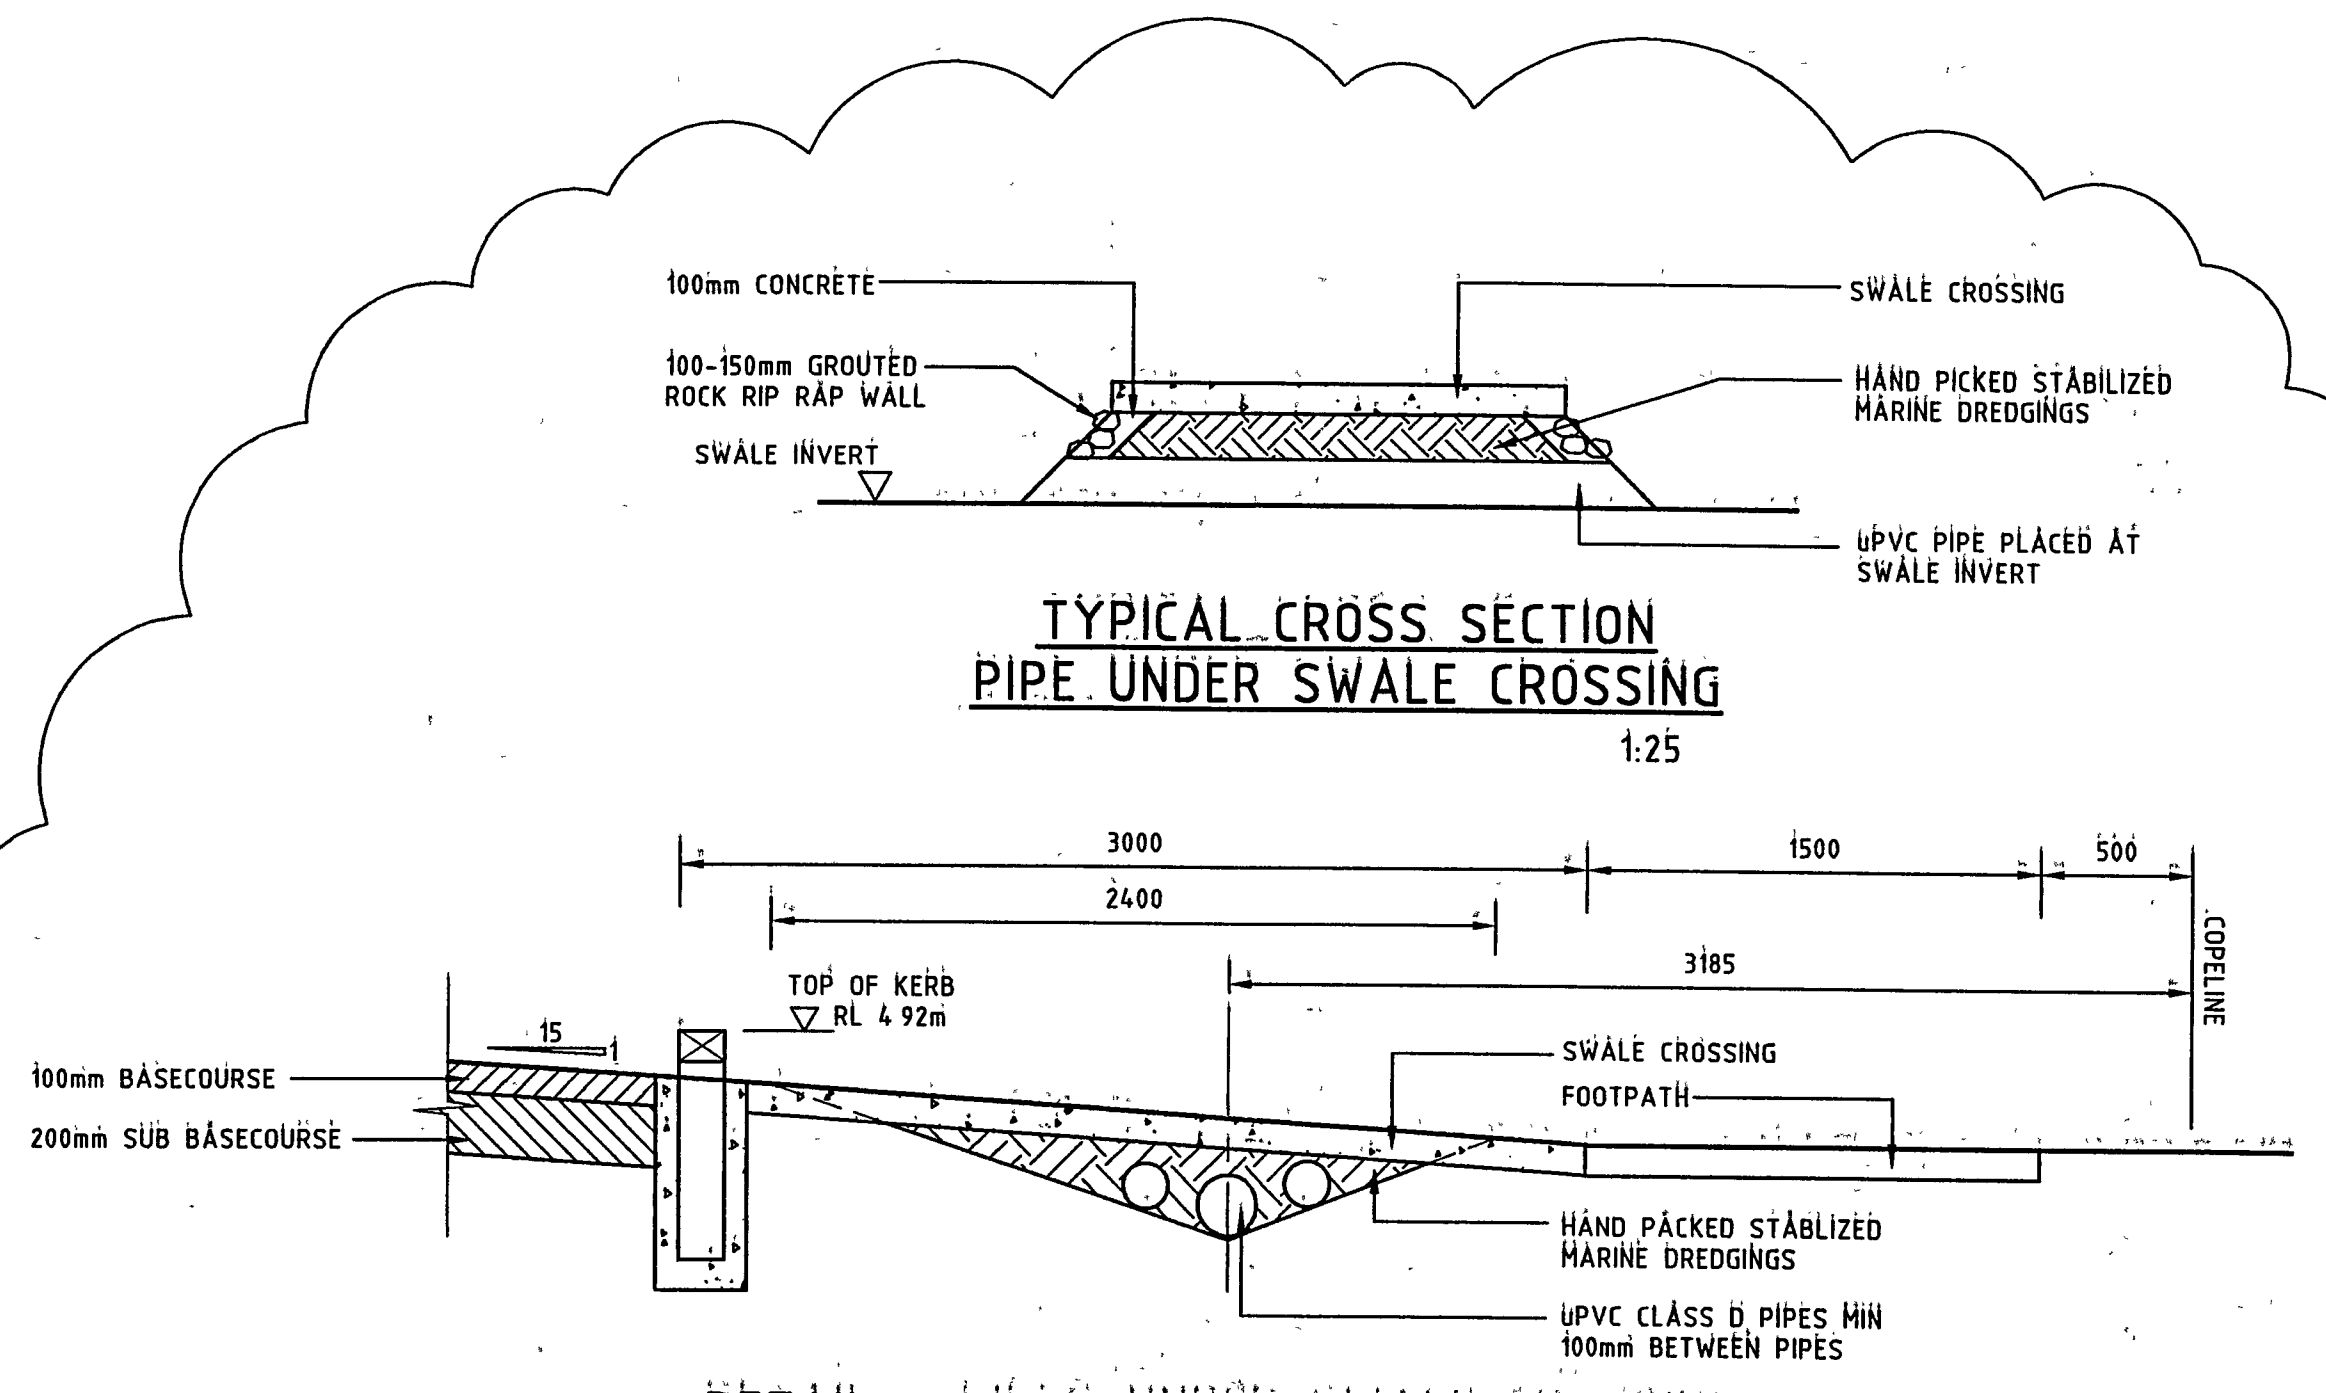 100mm CONCRETE
SWALE CROSSING
100-150mm GROUTED
ROCK RIP RAP WALL
HAND PICKED STABILIZED
MARINE DREDGINGS
SWALE INVERT
uPVC PIPE PLACED AT
SWALE INVERT
TYPICAL CROSS SECTION
PIPE UNDER SWALE CROSSING
1:25
3000
1500
500
2400
3185
COPELINE
TOP OF KERB
RL 4 92m
15
1
100mm BASECOURSE
200mm SUB BASECOURSE
SWALE CROSSING
FOOTPATH
HAND PACKED STABLIZED
MARINE DREDGINGS
uPVC CLASS D PIPES MIN
100mm BETWEEN PIPES